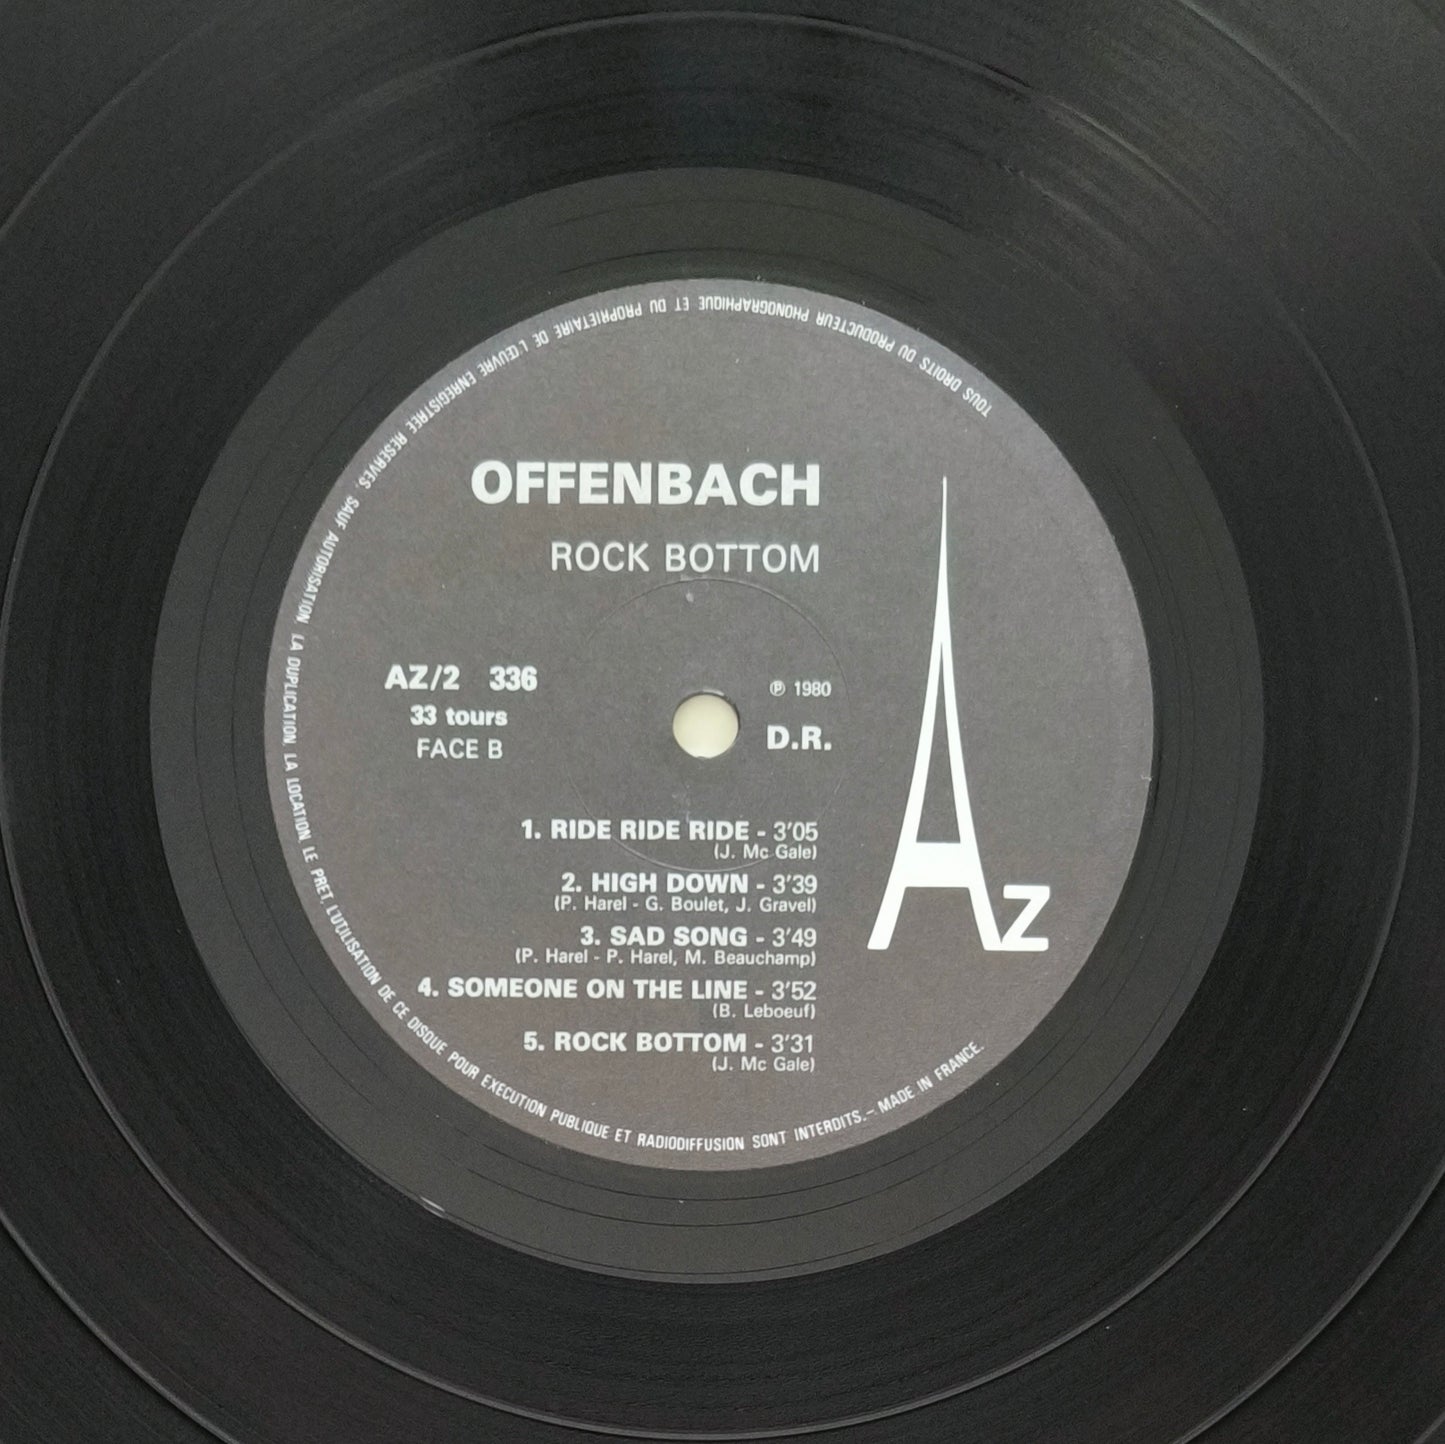 OFFENBACH
ROCK BOTTOM
AZ/2 336
33 tours
FACE B
℗ 1980
D.R.
1. RIDE RIDE RIDE - 3'05
(J. Mc Gale)
2. HIGH DOWN - 3'39
(P. Harel - G. Boulet, J. Gravel)
3. SAD SONG - 3'49
(P. Harel - P. Harel, M. Beauchamp)
4. SOMEONE ON THE LINE - 3'52
(B. Leboeuf)
5. ROCK BOTTOM - 3'31
(J. Mc Gale)
AZ
TOUS DROITS DU PRODUCTEUR PHONOGRAPHIQUE ET DU PROPRIETAIRE DE L'ŒUVRE ENREGISTREE RESERVES. SAUF AUTORISATION, LA DUPLICATION, LA LOCATION, LE PRET, L'UTILISATION DE CE DISQUE POUR EXECUTION PUBLIQUE ET RADIODIFFUSION SONT INTERDITS.- MADE IN FRANCE.